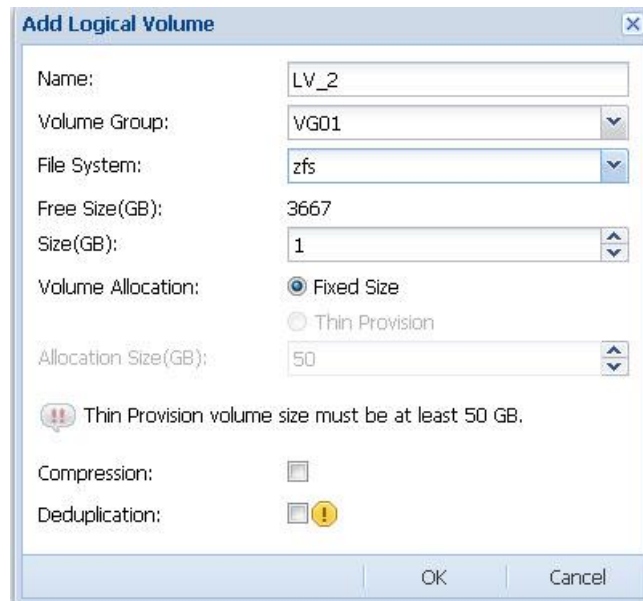 Add Logical Volume
Name: LV_2
Volume Group: VG01
File System: zfs
Free Size(GB): 3667
Size(GB): 1
Volume Allocation: Fixed Size
Thin Provision
Allocation Size(GB): 50
!! Thin Provision volume size must be at least 50 GB.
Compression:
Deduplication: !
OK Cancel